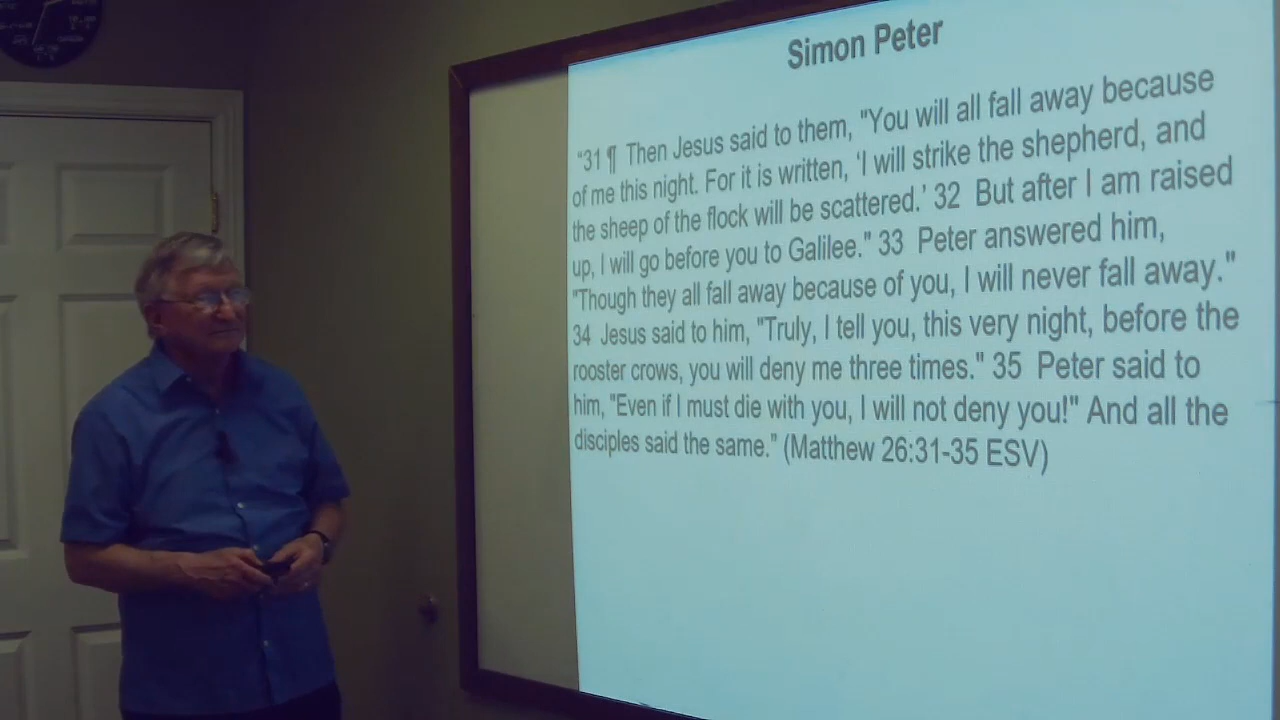 Simon Peter
“31 ¶ Then Jesus said to them, "You will all fall away because
of me this night. For it is written, ‘I will strike the shepherd, and
the sheep of the flock will be scattered.’ 32 But after I am raised
up, I will go before you to Galilee." 33 Peter answered him,
"Though they all fall away because of you, I will never fall away."
34 Jesus said to him, "Truly, I tell you, this very night, before the
rooster crows, you will deny me three times." 35 Peter said to
him, "Even if I must die with you, I will not deny you!" And all the
disciples said the same.” (Matthew 26:31-35 ESV)